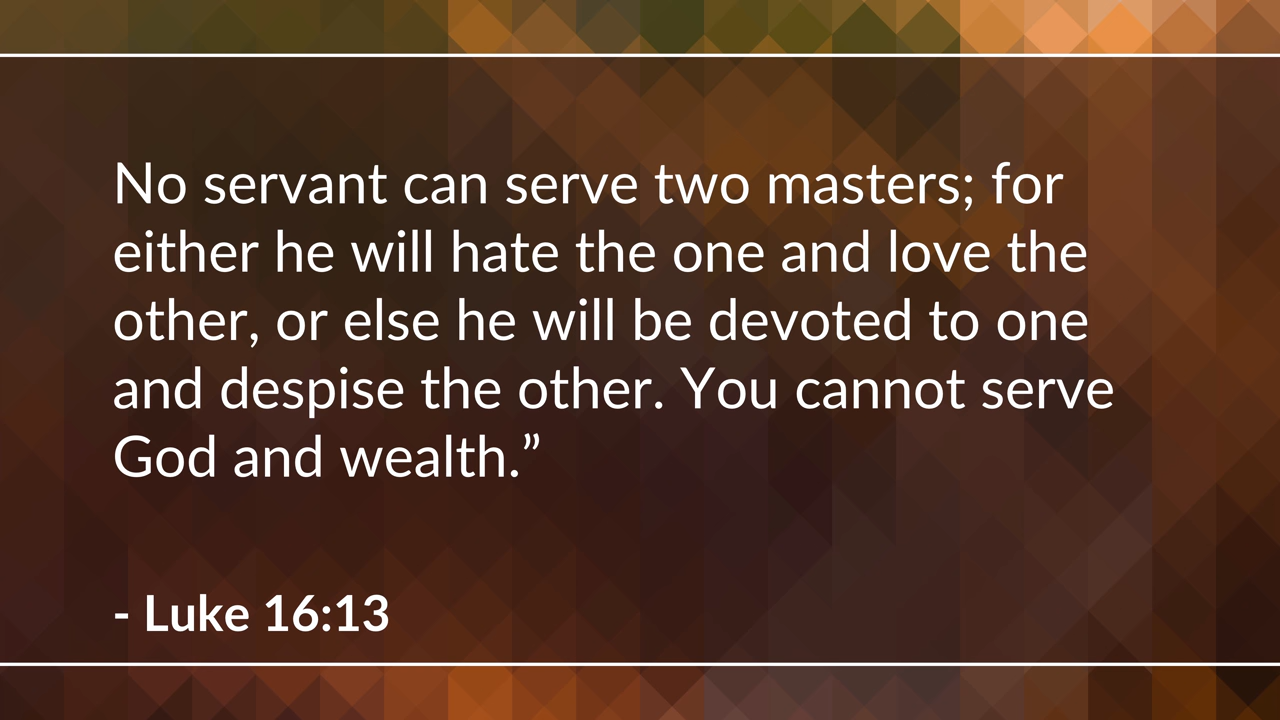 No servant can serve two masters; for
either he will hate the one and love the
other, or else he will be devoted to one
and despise the other. You cannot serve
God and wealth.”
- Luke 16:13